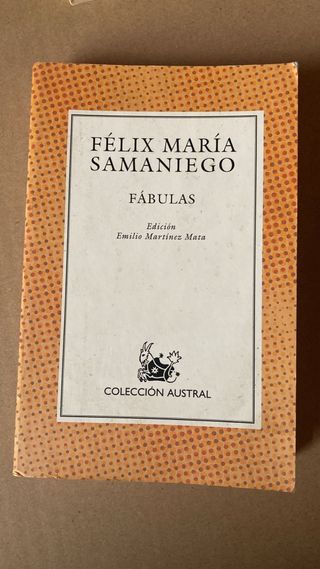 FÉLIX MARÍA
SAMANIEGO
FÁBULAS
Edición
Emilio Martínez Mata
COLECCIÓN AUSTRAL